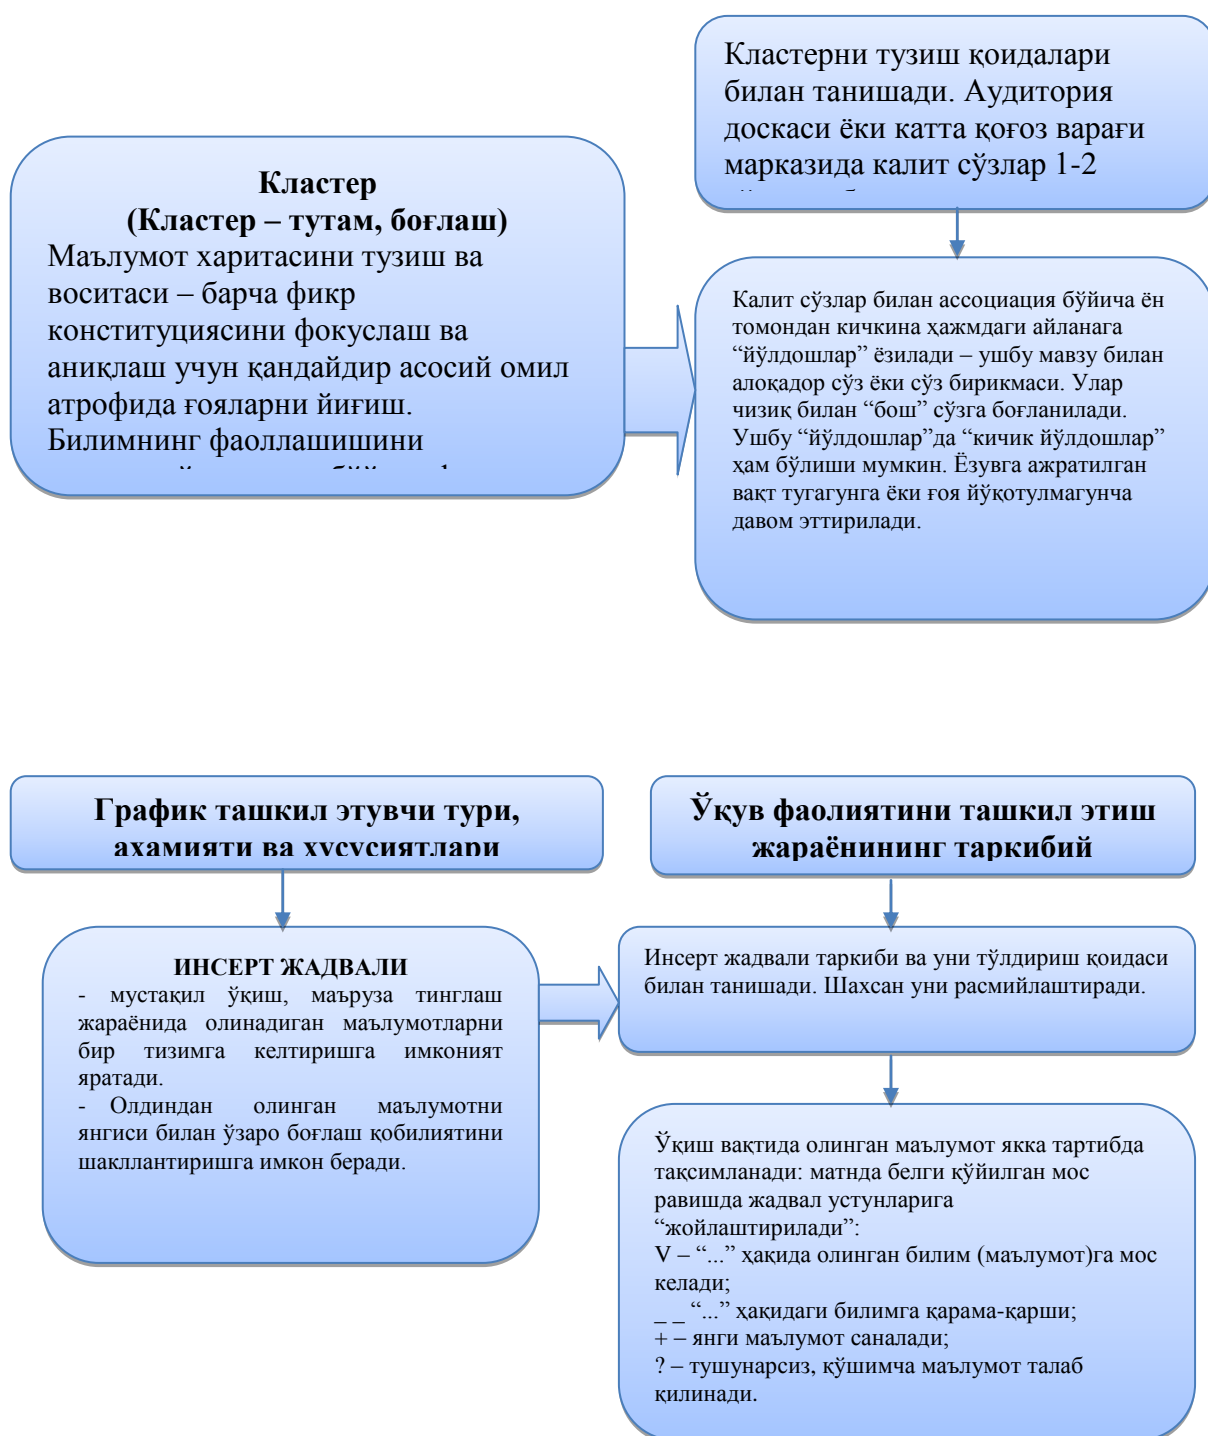 Кластерни тузиш қоидалари
билан танишади. Аудитория
доскаси ёки катта қоғоз варағи
марказида калит сўзлар 1-2
Кластер
(Кластер – тутам, боғлаш)
Маълумот харитасини тузиш ва
воситаси – барча фикр
конституциясини фокуслаш ва
аниқлаш учун қандайдир асосий омил
атрофида ғояларни йиғиш.
Билимнинг фаоллашишини
Калит сўзлар билан ассоциация бўйича ён
томондан кичкина ҳажмдаги айланага
“йўлдошлар” ёзилади – ушбу мавзу билан
алоқадор сўз ёки сўз бирикмаси. Улар
чизиқ билан “бош” сўзга боғланилади.
Ушбу “йўлдошлар”да “кичик йўлдошлар”
ҳам бўлиши мумкин. Ёзувга ажратилган
вақт тугагунга ёки ғоя йўқотулмагунча
давом эттирилади.
График ташкил этувчи тури,
аҳамияти ва хусусиятлари
Ўқув фаолиятини ташкил этиш
жараёнининг таркибий
ИНСЕРТ ЖАДВАЛИ
- мустақил ўқиш, маъруза тинглаш
жараёнида олинадиган маълумотларни
бир тизимга келтиришга имконият
яратади.
- Олдиндан олинган маълумотни
янгиси билан ўзаро боғлаш қобилиятини
шакллантиришга имкон беради.
Инсерт жадвали таркиби ва уни тўлдириш қоидаси
билан танишади. Шахсан уни расмийлаштиради.
Ўқиш вақтида олинган маълумот якка тартибда
тақсимланади: матнда белги қўйилган мос
равишда жадвал устунларига
“жойлаштирилади”:
V – “...” ҳақида олинган билим (маълумот)га мос
келади;
_ _ “...” ҳақидаги билимга қарама-қарши;
+ – янги маълумот саналади;
? – тушунарсиз, қўшимча маълумот талаб
қилинади.